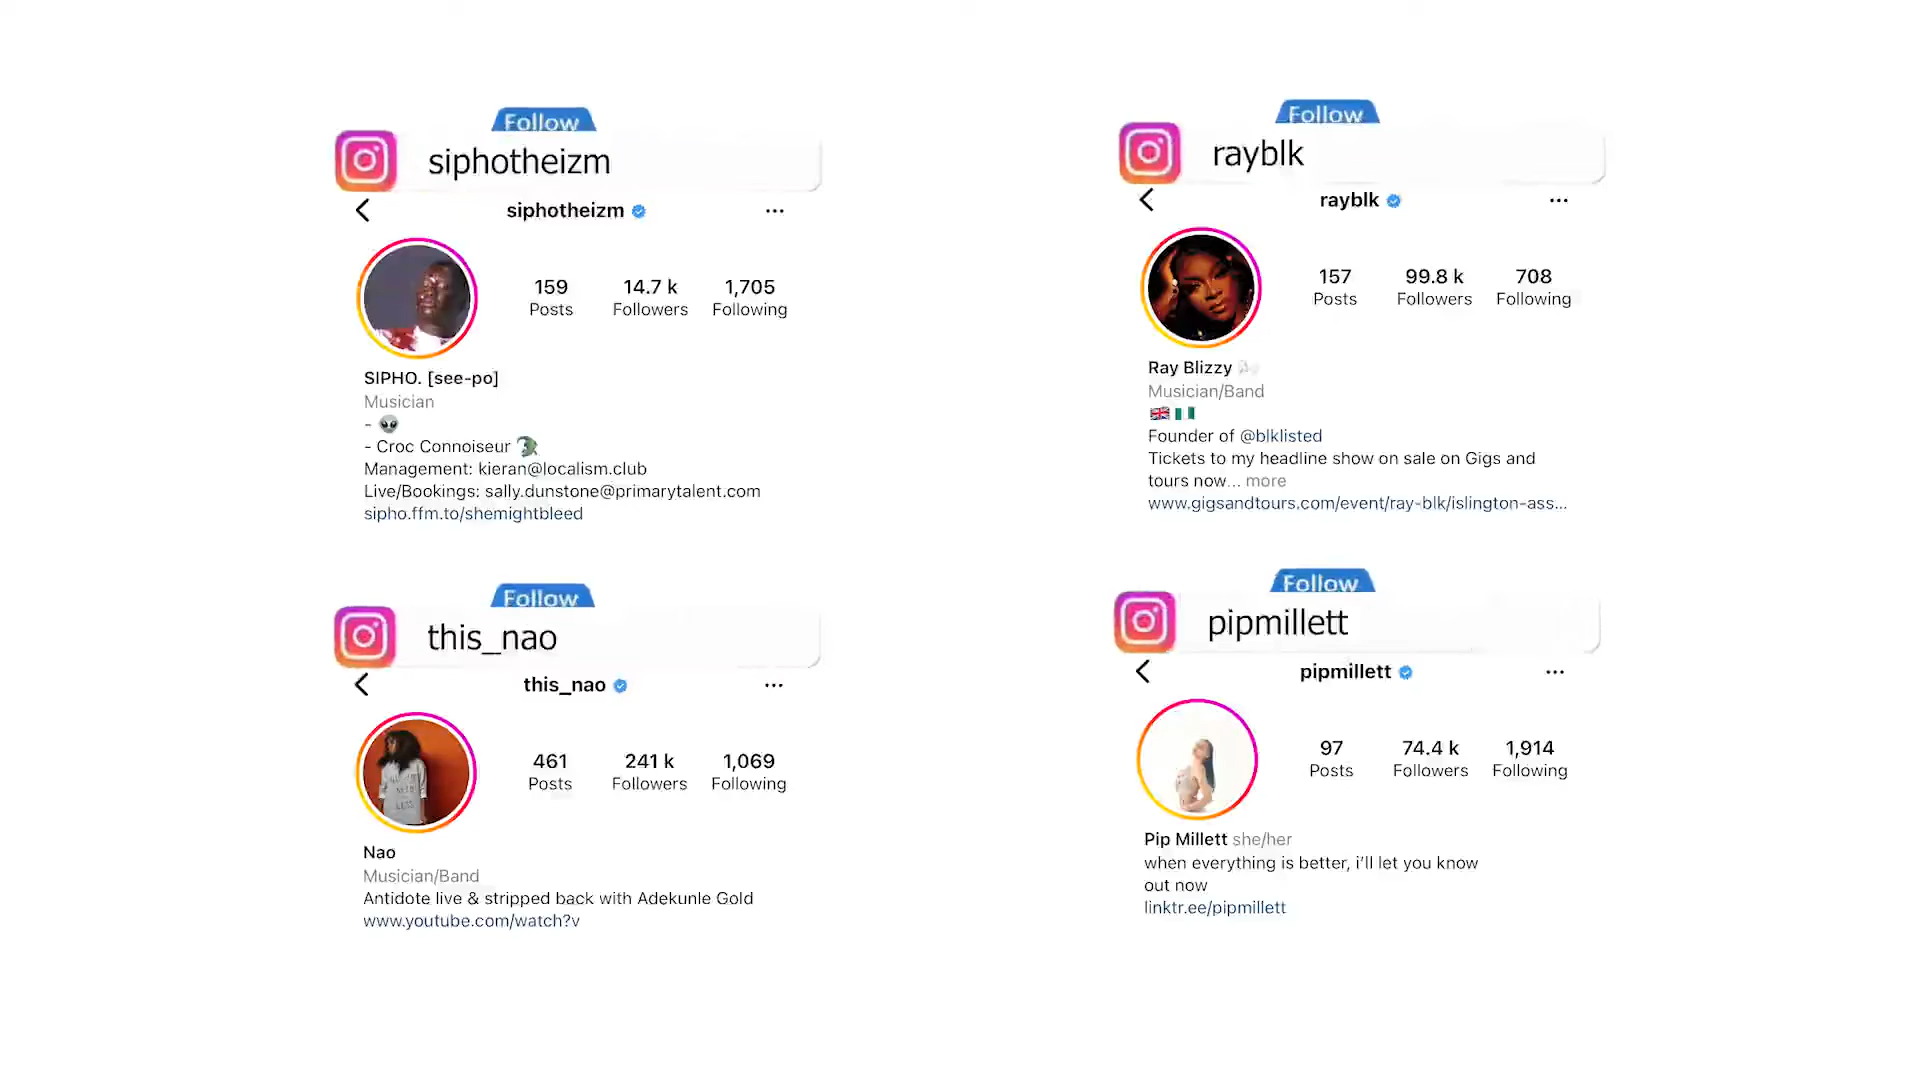 Follow
siphotheizm
siphotheizm
159 14.7 k 1,705
Posts Followers Following
SIPHO. [see-po]
Musician
- 👽
- Croc Connoiseur 🐊
Management: kieran@localism.club
Live/Bookings: sally.dunstone@primarytalent.com
sipho.ffm.to/shemightbleed
Follow
rayblk
rayblk
157 99.8 k 708
Posts Followers Following
Ray Blizzy
Musician/Band
🇬🇧 🇳🇬
Founder of @blklisted
Tickets to my headline show on sale on Gigs and
tours now... more
www.gigsandtours.com/event/ray-blk/islington-ass...
Follow
this_nao
this_nao
461 241 k 1,069
Posts Followers Following
Nao
Musician/Band
Antidote live & stripped back with Adekunle Gold
www.youtube.com/watch?v
Follow
pipmillett
pipmillett
97 74.4 k 1,914
Posts Followers Following
Pip Millett she/her
when everything is better, i'll let you know
out now
linktr.ee/pipmillett